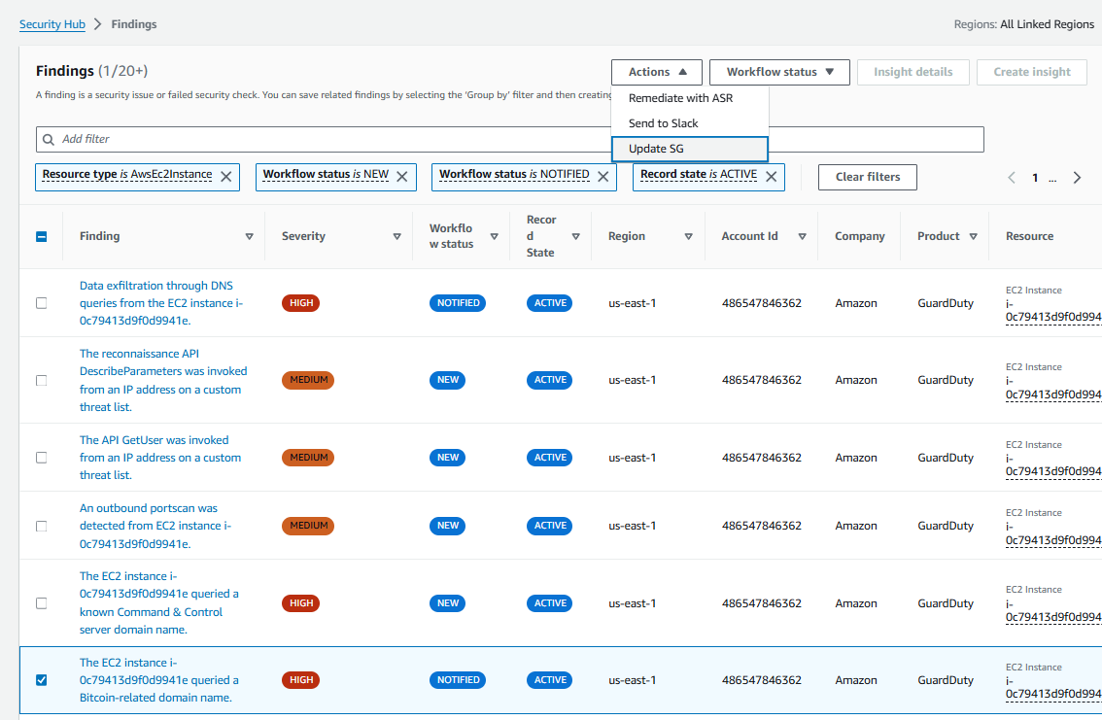 Security Hub > Findings
Regions: All Linked Regions
Findings (1/20+)
Actions ▲
Workflow status ▼
Insight details
Create insight
A finding is a security issue or failed security check. You can save related findings by selecting the 'Group by' filter and then creating
Remediate with ASR
Send to Slack
Update SG
Add filter
Resource type is AwsEc2Instance
Workflow status is NEW
Workflow status is NOTIFIED
Record state is ACTIVE
Clear filters
1 ...
Finding
Severity
Workflo
w status
Recor
d
State
Region
Account Id
Company
Product
Resource
Data exfiltration through DNS
queries from the EC2 instance i-
0c79413d9f0d9941e.
HIGH
NOTIFIED
ACTIVE
us-east-1
486547846362
Amazon
GuardDuty
EC2 Instance
i-
0c79413d9f0d994
The reconnaissance API
DescribeParameters was invoked
from an IP address on a custom
threat list.
MEDIUM
NEW
ACTIVE
us-east-1
486547846362
Amazon
GuardDuty
EC2 Instance
i-
0c79413d9f0d994
The API GetUser was invoked
from an IP address on a custom
threat list.
MEDIUM
NEW
ACTIVE
us-east-1
486547846362
Amazon
GuardDuty
EC2 Instance
i-
0c79413d9f0d994
An outbound portscan was
detected from EC2 instance i-
0c79413d9f0d9941e.
MEDIUM
NEW
ACTIVE
us-east-1
486547846362
Amazon
GuardDuty
EC2 Instance
i-
0c79413d9f0d994
The EC2 instance i-
0c79413d9f0d9941e queried a
known Command & Control
server domain name.
HIGH
NEW
ACTIVE
us-east-1
486547846362
Amazon
GuardDuty
EC2 Instance
i-
0c79413d9f0d994
The EC2 instance i-
0c79413d9f0d9941e queried a
Bitcoin-related domain name.
HIGH
NOTIFIED
ACTIVE
us-east-1
486547846362
Amazon
GuardDuty
EC2 Instance
i-
0c79413d9f0d994